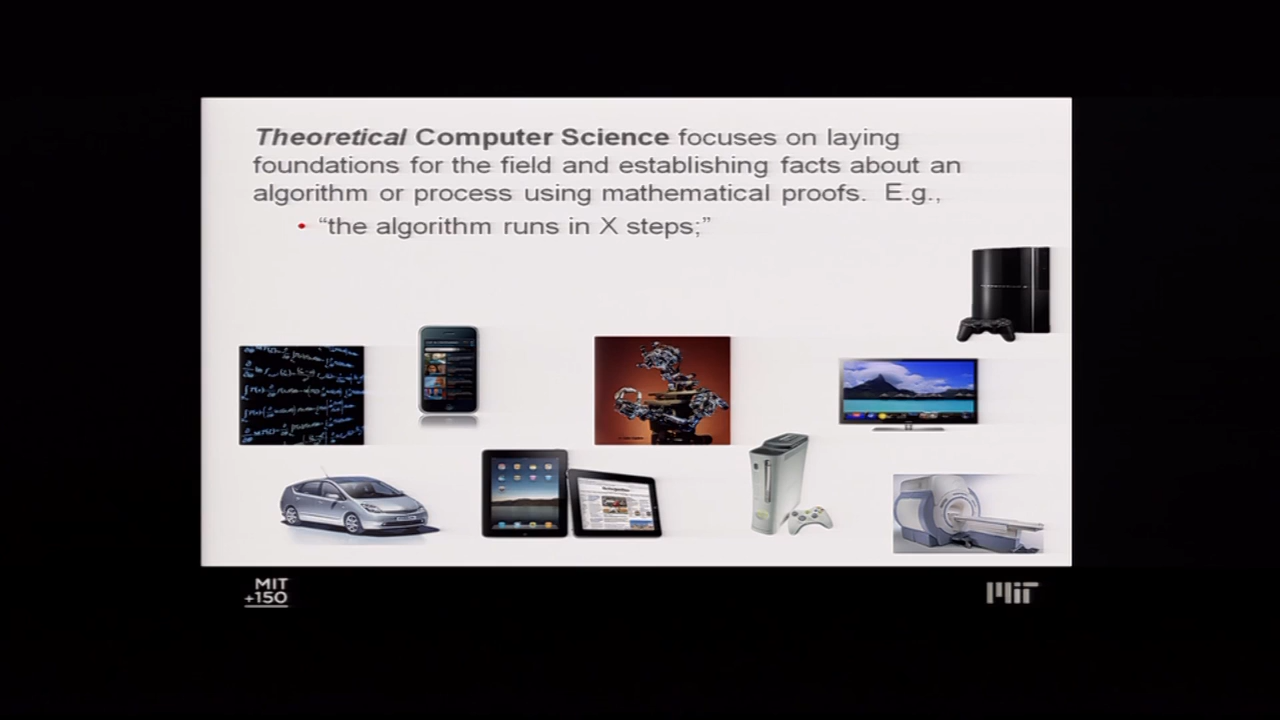 Theoretical Computer Science focuses on laying
foundations for the field and establishing facts about an
algorithm or process using mathematical proofs. E.g.,
• “the algorithm runs in X steps;”
MIT
+150
MIT